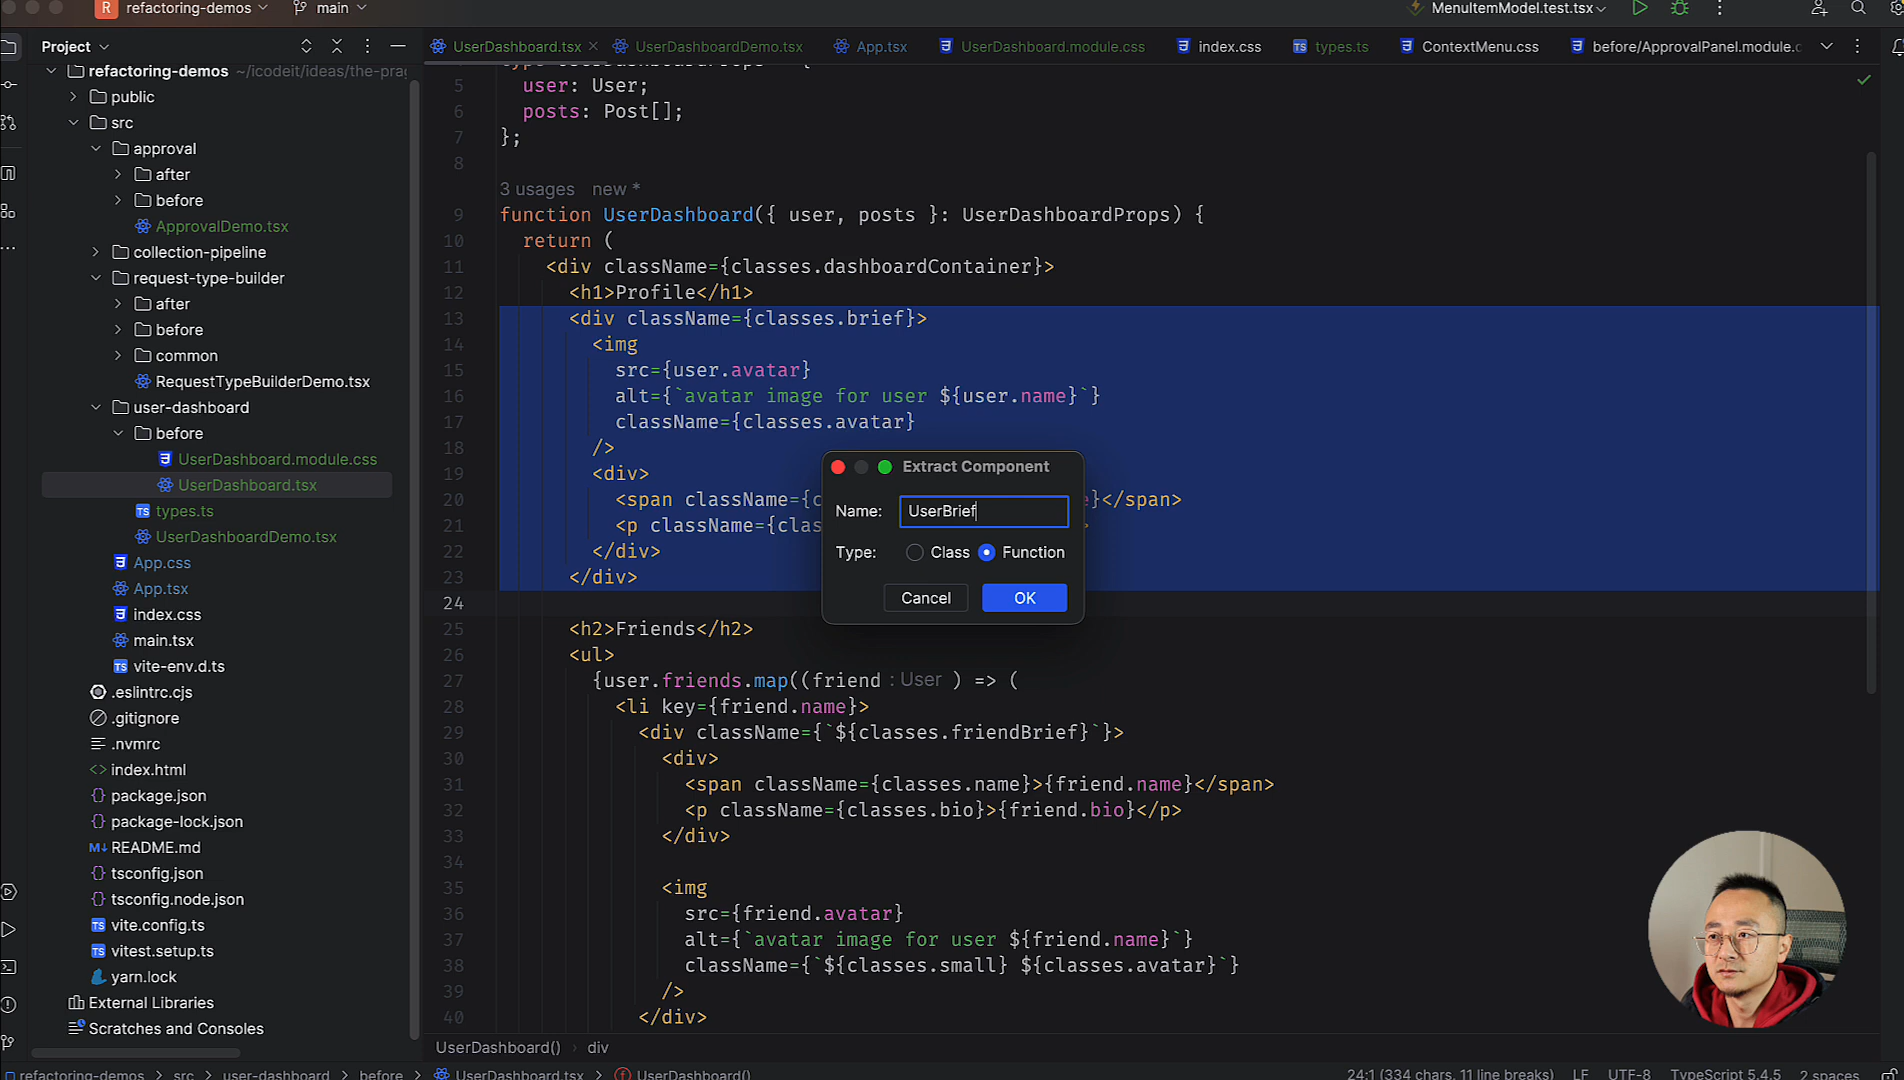 R refactoring-demos main MenuItemModel.test.tsx
Project
UserDashboard.tsx UserDashboardDemo.tsx App.tsx UserDashboard.module.css index.css types.ts ContextMenu.css before/ApprovalPanel.module.c
refactoring-demos ~/icodeit/ideas/the-prag
public
src
approval
after
before
ApprovalDemo.tsx
collection-pipeline
request-type-builder
after
before
common
RequestTypeBuilderDemo.tsx
user-dashboard
before
UserDashboard.module.css
UserDashboard.tsx
types.ts
UserDashboardDemo.tsx
App.css
App.tsx
index.css
main.tsx
vite-env.d.ts
.eslintrc.cjs
.gitignore
.nvmrc
index.html
package.json
package-lock.json
README.md
tsconfig.json
tsconfig.node.json
vite.config.ts
vitest.setup.ts
yarn.lock
External Libraries
Scratches and Consoles
5 user: User;
6 posts: Post[];
7 };
8
3 usages new *
9 function UserDashboard({ user, posts }: UserDashboardProps) {
10 return (
11 <div className={classes.dashboardContainer}>
12 <h1>Profile</h1>
13 <div className={classes.brief}>
14 <img
15 src={user.avatar}
16 alt={`avatar image for user ${user.name}`}
17 className={classes.avatar}
18 />
19 <div>
20 <span className={c e}</span>
21 <p className={clas >
22 </div>
23 </div>
24
25 <h2>Friends</h2>
26 <ul>
27 {user.friends.map((friend : User ) => (
28 <li key={friend.name}>
29 <div className={`${classes.friendBrief}`}>
30 <div>
31 <span className={classes.name}>{friend.name}</span>
32 <p className={classes.bio}>{friend.bio}</p>
33 </div>
34
35 <img
36 src={friend.avatar}
37 alt={`avatar image for user ${friend.name}`}
38 className={`${classes.small} ${classes.avatar}`}
39 />
40 </div>
Extract Component
Name: UserBrief
Type: Class Function
Cancel OK
UserDashboard() › div
refactoring-demos > src > user-dashboard > before > UserDashboard.tsx > UserDashboard() 24:1 (334 chars, 11 line breaks) LF UTF-8 TypeScript 5.4.5 2 spaces